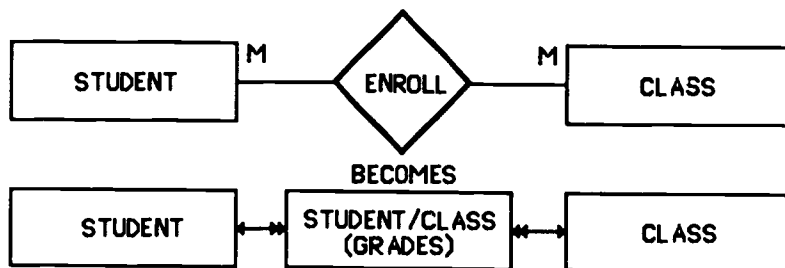 STUDENT M ENROLL M CLASS
BECOMES
STUDENT STUDENT/CLASS CLASS
(GRADES)